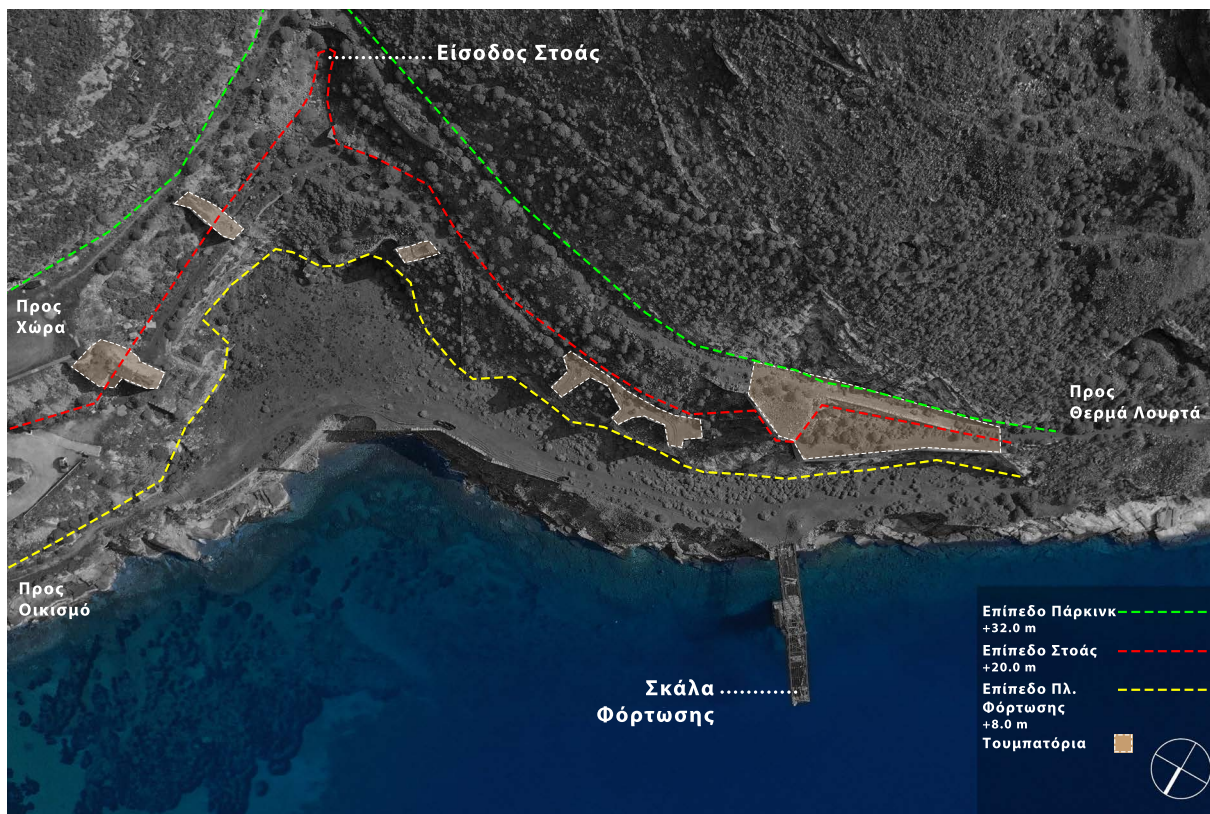 Είσοδος Στοάς
Προς
Χώρα
Προς
Θερμά Λουρτά
Προς
Οικισμό
Σκάλα
Φόρτωσης
Επίπεδο Πάρκινκ
+32.0 m
Επίπεδο Στοάς
+20.0 m
Επίπεδο Πλ.
Φόρτωσης
+8.0 m
Τουμπατόρια